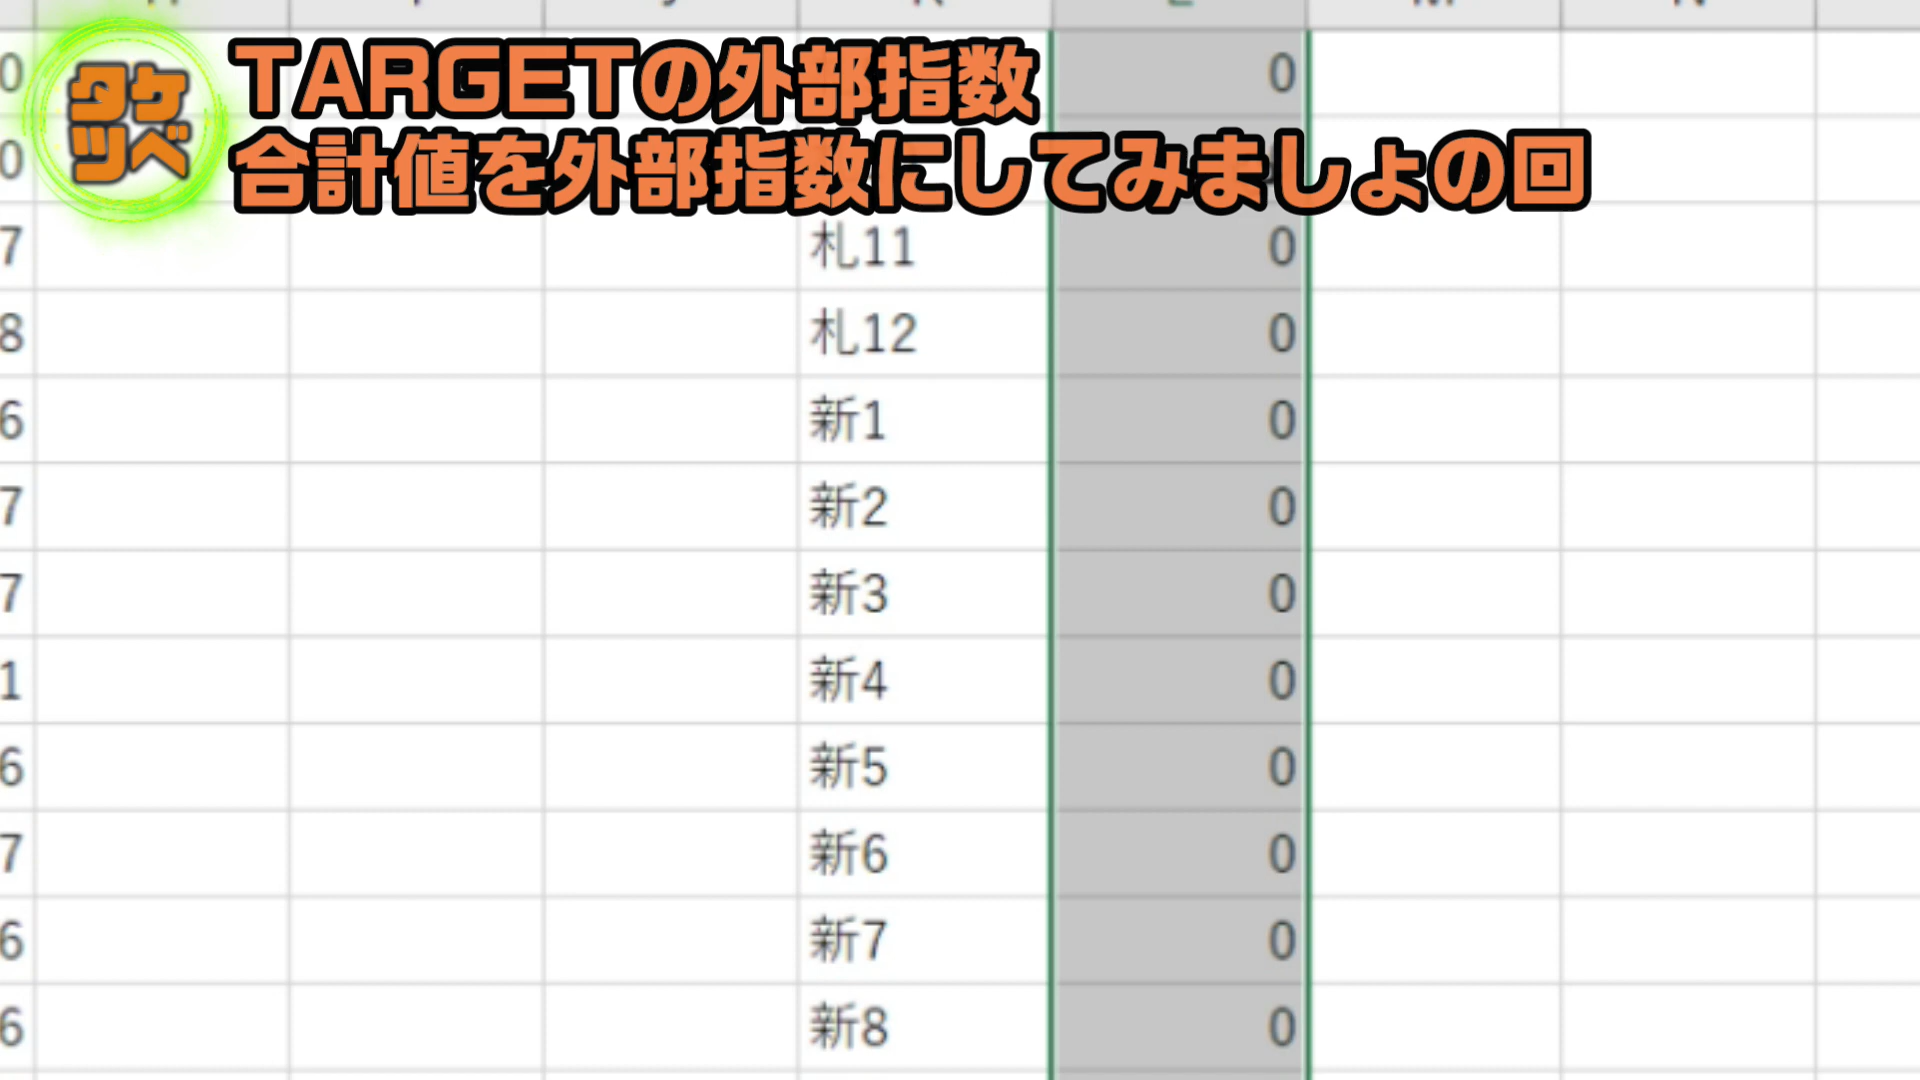 タケ
ツベ
TARGETの外部指数
合計値を外部指数にしてみましょの回
0 0
0
7 札11 0
8 札12 0
6 新1 0
7 新2 0
7 新3 0
1 新4 0
6 新5 0
7 新6 0
6 新7 0
6 新8 0